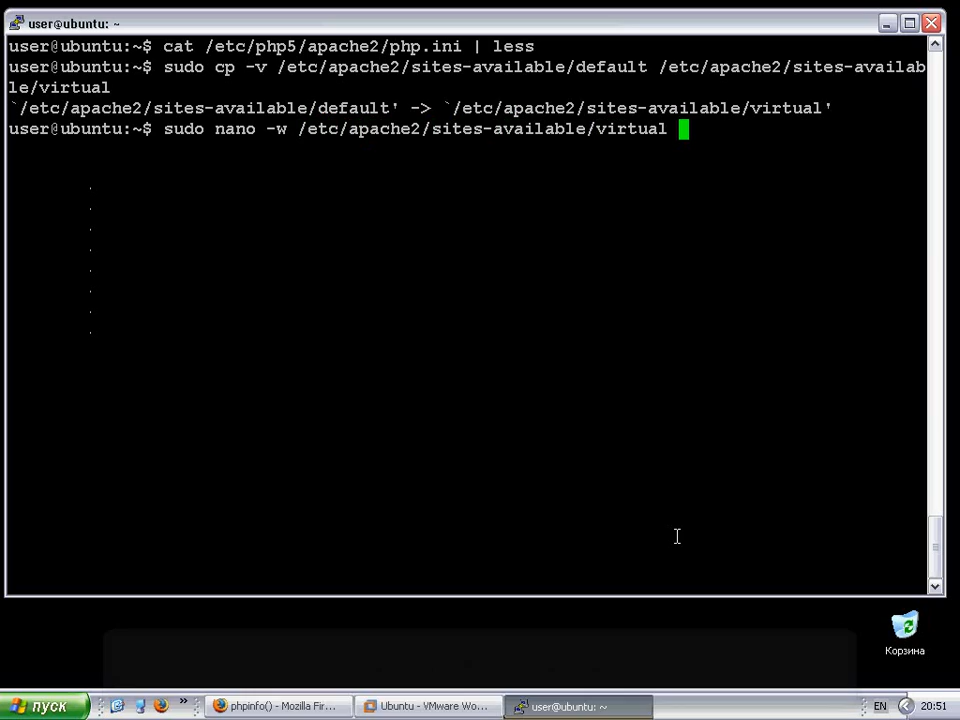 user@ubuntu: ~
user@ubuntu:~$ cat /etc/php5/apache2/php.ini | less
user@ubuntu:~$ sudo cp -v /etc/apache2/sites-available/default /etc/apache2/sites-availab
le/virtual
`/etc/apache2/sites-available/default' -> `/etc/apache2/sites-available/virtual'
user@ubuntu:~$ sudo nano -w /etc/apache2/sites-available/virtual
Корзина
пуск
»
phpinfo() - Mozilla Fir...
Ubuntu - VMware Wo...
user@ubuntu: ~
EN
20:51